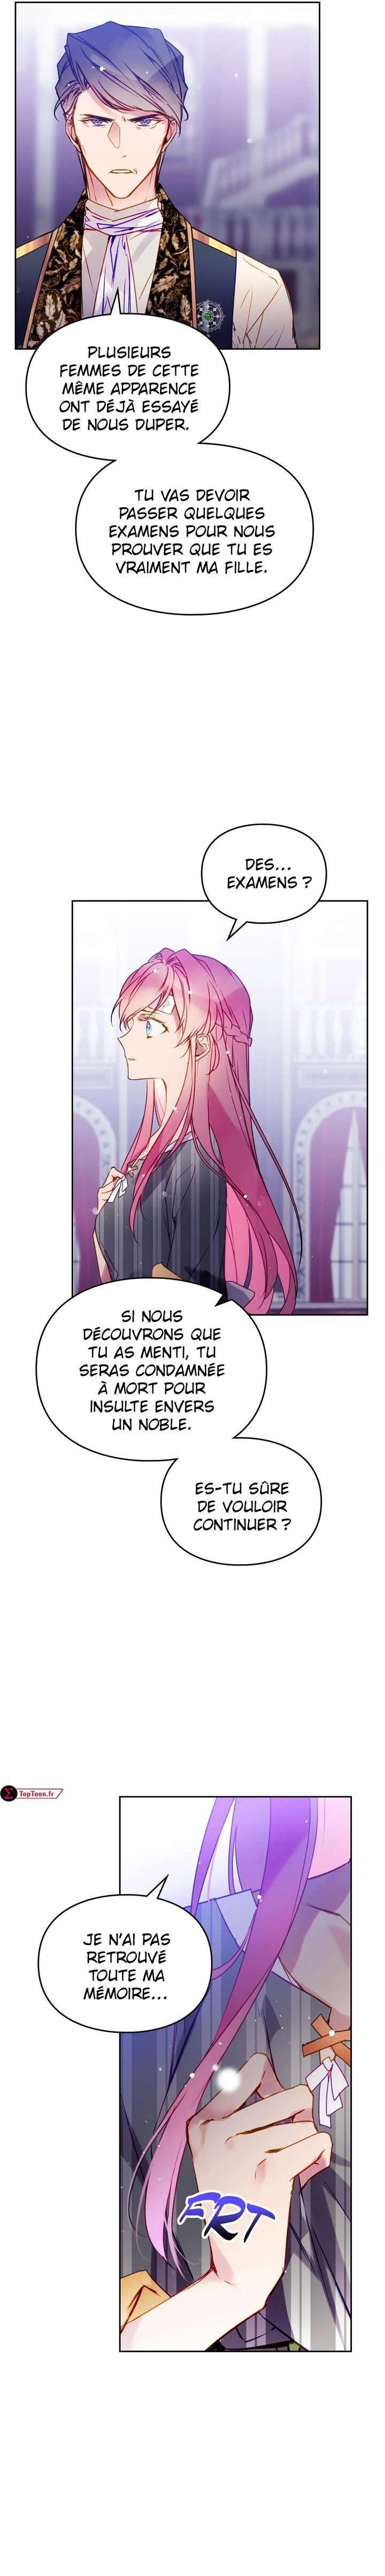 PLUSIEURS
FEMMES DE CETTE
MÊME APPARENCE
ONT DÉJÀ ESSAYÉ
DE NOUS DUPER.
TU VAS DEVOIR
PASSER QUELQUES
EXAMENS POUR NOUS
PROUVER QUE TU ES
VRAIMENT MA FILLE.
DES...
EXAMENS ?
SI NOUS
DÉCOUVRONS QUE
TU AS MENTI, TU
SERAS CONDAMNÉE
À MORT POUR
INSULTE ENVERS
UN NOBLE.
ES-TU SÛRE
DE VOULOIR
CONTINUER ?
TopToon.fr
JE N'AI PAS
RETROUVÉ
TOUTE MA
MÉMOIRE...
FRT